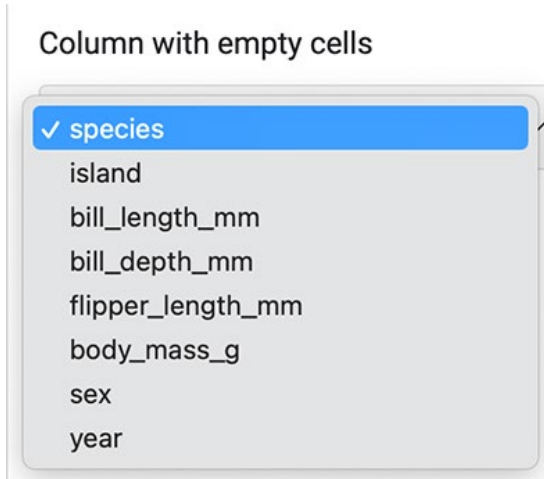 Column with empty cells
✓ species
island
bill_length_mm
bill_depth_mm
flipper_length_mm
body_mass_g
sex
year